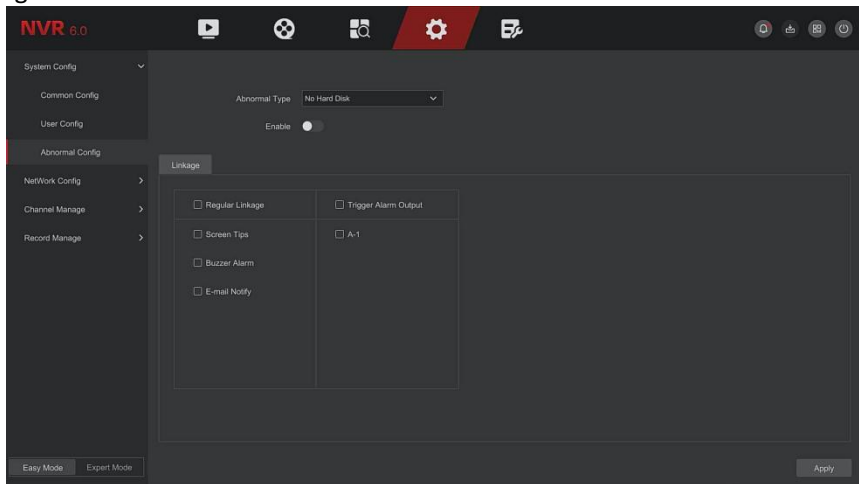 NVR 6.0
System Config
Common Config
User Config
Abnormal Config
NetWork Config
Channel Manage
Record Manage
Abnormal Type No Hard Disk
Enable
Linkage
Regular Linkage Trigger Alarm Output
Screen Tips A-1
Buzzer Alarm
E-mail Notify
Easy Mode Expert Mode
Apply